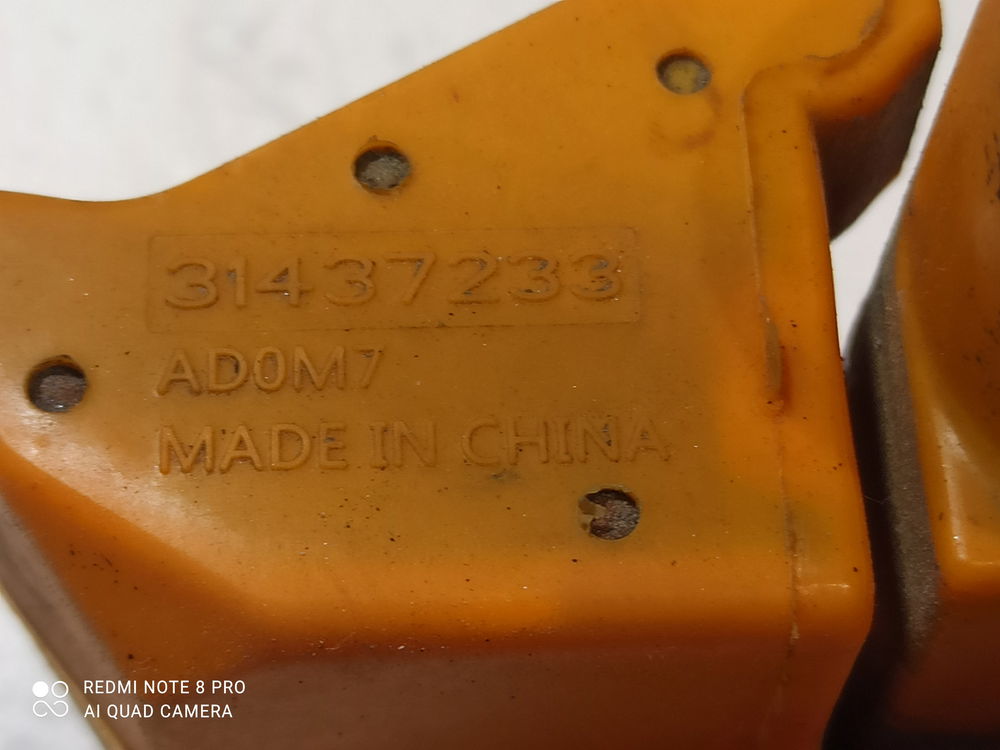 31437233
AD0M7
MADE IN CHINA
REDMI NOTE 8 PRO
AI QUAD CAMERA